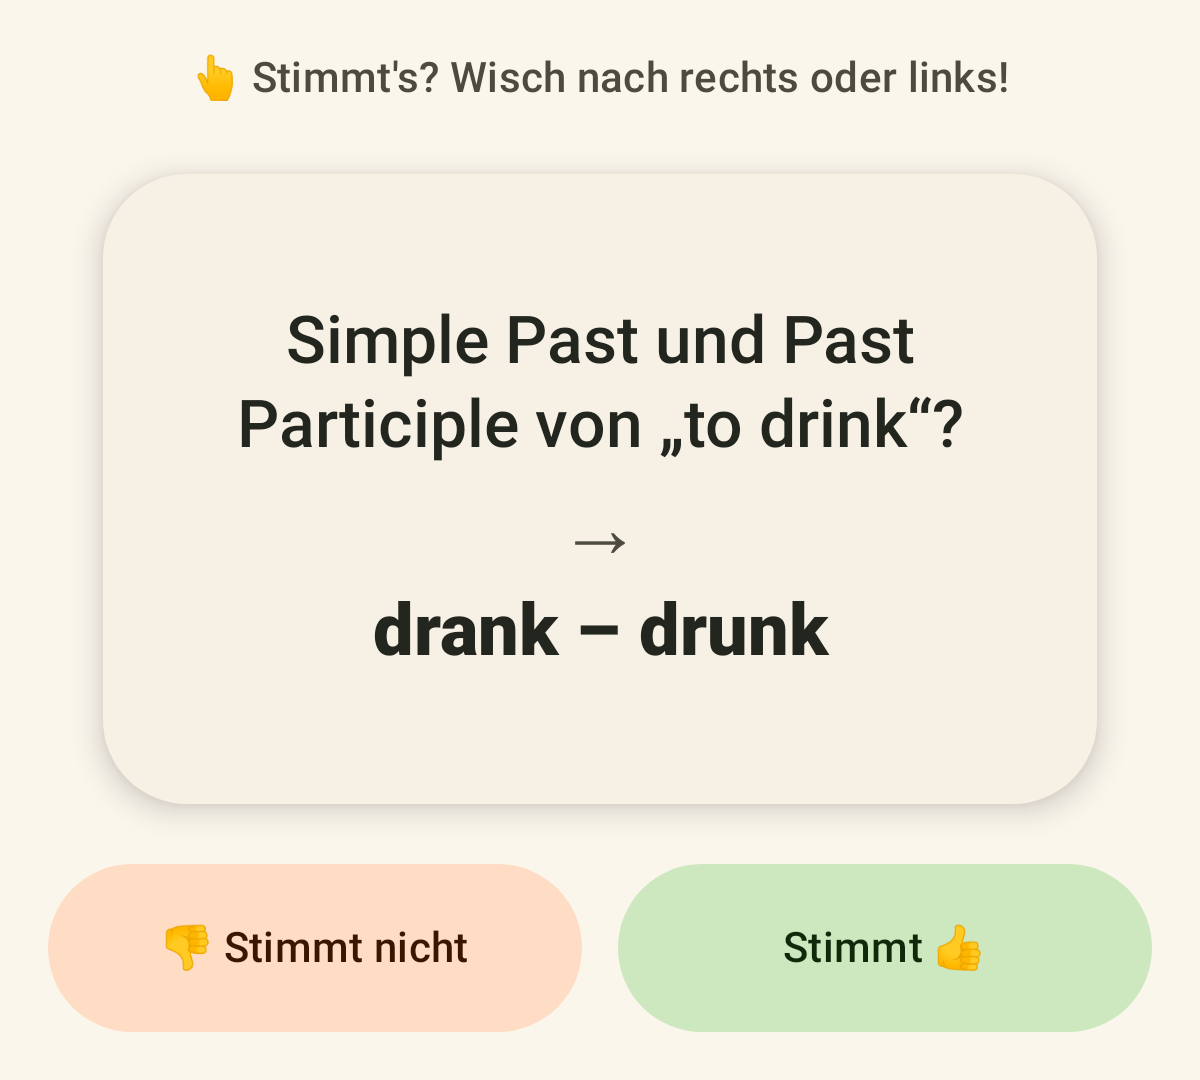 👆 Stimmt's? Wisch nach rechts oder links!
Simple Past und Past
Participle von „to drink“?
→
drank – drunk
👎 Stimmt nicht
Stimmt 👍